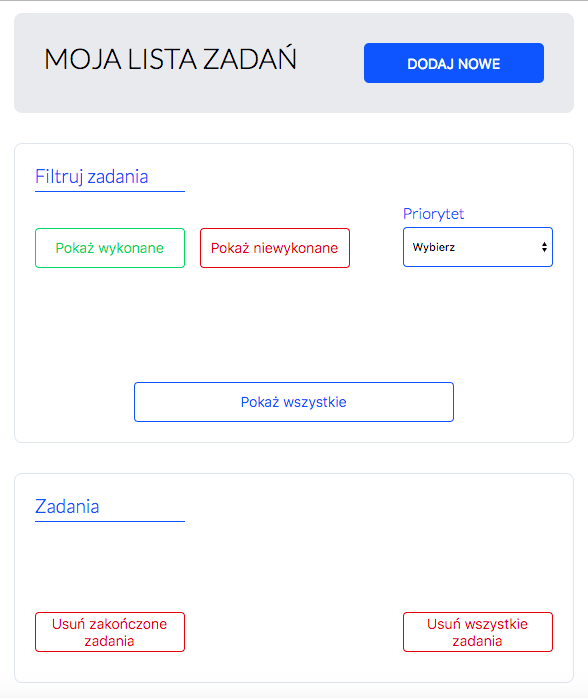 MOJA LISTA ZADAŃ
DODAJ NOWE
Filtruj zadania
Priorytet
Pokaż wykonane
Pokaż niewykonane
Wybierz
Pokaż wszystkie
Zadania
Usuń zakończone
zadania
Usuń wszystkie
zadania